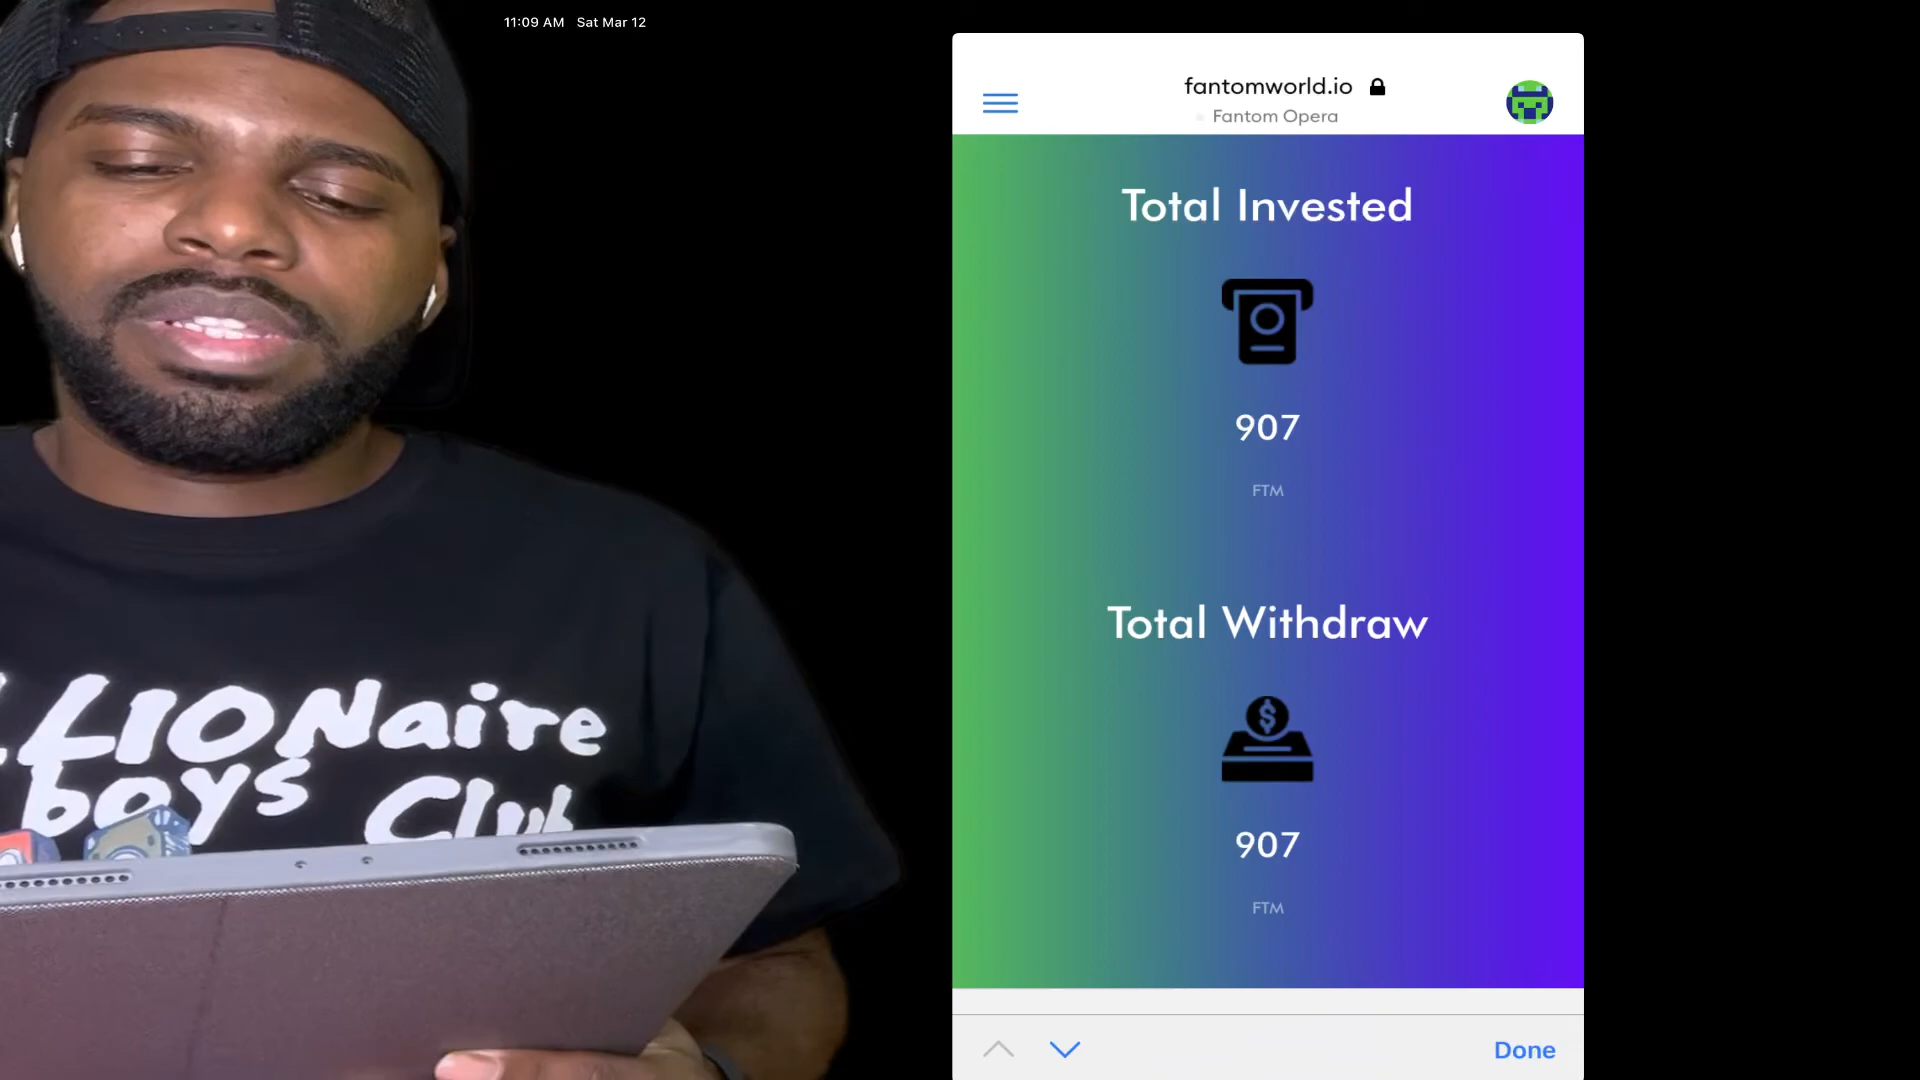 11:09 AM Sat Mar 12
fantomworld.io
Fantom Opera
Total Invested
907
FTM
Total Withdraw
$
907
FTM
Done
LLIONaire
boys Club